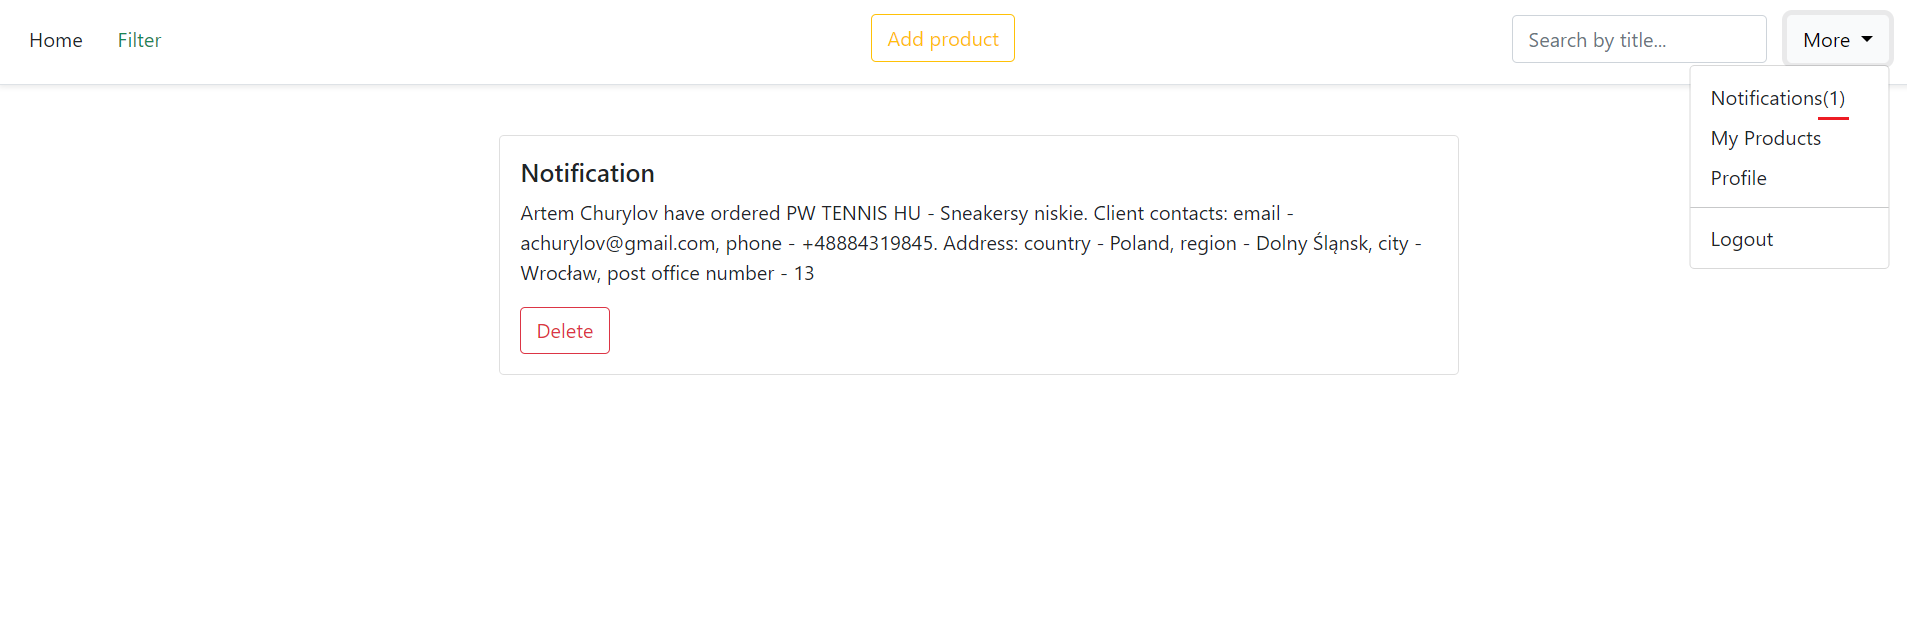 Home Filter Add product Search by title... More
Notifications(1)
My Products
Profile
Logout
Notification
Artem Churylov have ordered PW TENNIS HU - Sneakersy niskie. Client contacts: email -
achurylov@gmail.com, phone - +48884319845. Address: country - Poland, region - Dolny Śląnsk, city -
Wrocław, post office number - 13
Delete